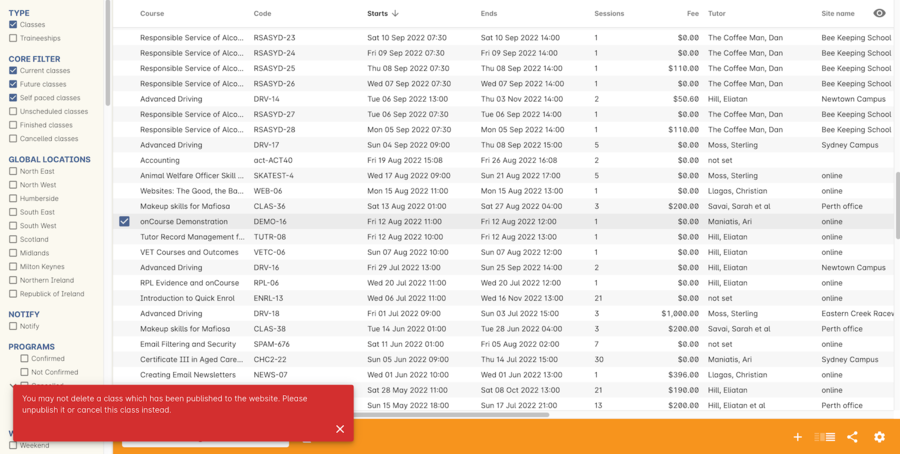 TYPE
Classes
Traineeships
CORE FILTER
Current classes
Future classes
Self paced classes
Unscheduled classes
Finished classes
Cancelled classes
GLOBAL LOCATIONS
North East
North West
Humberside
South East
South West
Scotland
Midlands
Milton Keynes
Northern Ireland
Republick of Ireland
NOTIFY
Notify
PROGRAMS
Confirmed
Not Confirmed
Weekend
Course Code Starts Ends Sessions Fee Tutor Site name
Responsible Service of Alco... RSASYD-23 Sat 10 Sep 2022 07:30 Sat 10 Sep 2022 14:00 1 $0.00 The Coffee Man, Dan Bee Keeping School
Responsible Service of Alco... RSASYD-24 Fri 09 Sep 2022 07:30 Fri 09 Sep 2022 14:00 1 $0.00 The Coffee Man, Dan Bee Keeping School
Responsible Service of Alco... RSASYD-25 Thu 08 Sep 2022 07:30 Thu 08 Sep 2022 14:00 1 $110.00 The Coffee Man, Dan Bee Keeping School
Responsible Service of Alco... RSASYD-26 Wed 07 Sep 2022 07:30 Wed 07 Sep 2022 14:00 1 $0.00 The Coffee Man, Dan Bee Keeping School
Advanced Driving DRV-14 Tue 06 Sep 2022 13:00 Thu 03 Nov 2022 14:00 2 $50.60 Hill, Eliatan Newtown Campus
Responsible Service of Alco... RSASYD-27 Tue 06 Sep 2022 07:30 Tue 06 Sep 2022 14:00 1 $0.00 The Coffee Man, Dan Bee Keeping School
Responsible Service of Alco... RSASYD-28 Mon 05 Sep 2022 07:30 Mon 05 Sep 2022 14:00 1 $110.00 The Coffee Man, Dan Bee Keeping School
Advanced Driving DRV-17 Sun 04 Sep 2022 09:00 Thu 08 Sep 2022 15:00 5 $0.00 Moss, Sterling Sydney Campus
Accounting act-ACT40 Fri 19 Aug 2022 15:08 Fri 26 Aug 2022 16:08 2 $0.00 not set
Animal Welfare Officer Skill ... SKATEST-4 Wed 17 Aug 2022 09:00 Sun 21 Aug 2022 17:00 5 $0.00 Moss, Sterling online
Websites: The Good, the Ba... WEB-06 Mon 15 Aug 2022 11:00 Mon 15 Aug 2022 13:00 1 $0.00 Llagas, Christian online
Makeup skills for Mafiosa CLAS-36 Sat 13 Aug 2022 01:00 Sat 27 Aug 2022 04:00 3 $200.00 Savai, Sarah et al Perth office
onCourse Demonstration DEMO-16 Fri 12 Aug 2022 11:00 Fri 12 Aug 2022 12:00 1 $0.00 Maniatis, Ari online
Tutor Record Management f... TUTR-08 Fri 12 Aug 2022 10:00 Fri 12 Aug 2022 13:00 1 $0.00 Hill, Eliatan online
VET Courses and Outcomes VETC-06 Sun 07 Aug 2022 10:00 Sun 07 Aug 2022 12:00 1 $0.00 Hill, Eliatan online
Advanced Driving DRV-16 Fri 29 Jul 2022 13:00 Sun 25 Sep 2022 14:00 2 $0.00 Hill, Eliatan Newtown Campus
RPL Evidence and onCourse RPL-06 Wed 20 Jul 2022 11:00 Wed 20 Jul 2022 12:00 1 $0.00 Hill, Eliatan online
Introduction to Quick Enrol ENRL-13 Wed 06 Jul 2022 11:00 Wed 16 Nov 2022 13:00 21 $0.00 not set online
Advanced Driving DRV-18 Fri 01 Jul 2022 09:00 Sun 03 Jul 2022 15:00 3 $1,000.00 Moss, Sterling Eastern Creek Racew
Makeup skills for Mafiosa CLAS-38 Tue 14 Jun 2022 01:00 Tue 28 Jun 2022 04:00 3 $200.00 Savai, Sarah et al Perth office
Email Filtering and Security SPAM-676 Sat 11 Jun 2022 01:00 Fri 05 Aug 2022 02:00 7 $0.00 not set online
Certificate III in Aged Care... CHC2-22 Sun 05 Jun 2022 09:00 Thu 14 Jul 2022 15:00 30 $0.00 Maniatis, Ari Sydney Campus
Creating Email Newsletters NEWS-07 Wed 01 Jun 2022 10:00 Wed 01 Jun 2022 13:00 1 $396.00 Llagas, Christian online
Sat 28 May 2022 11:00 Sat 08 Oct 2022 13:00 21 $190.00 Hill, Eliatan online
Sun 15 May 2022 18:00 Sun 17 Jul 2022 21:00 13 $200.00 Hill, Eliatan et al Perth office
You may not delete a class which has been published to the website. Please
unpublish it or cancel this class instead.